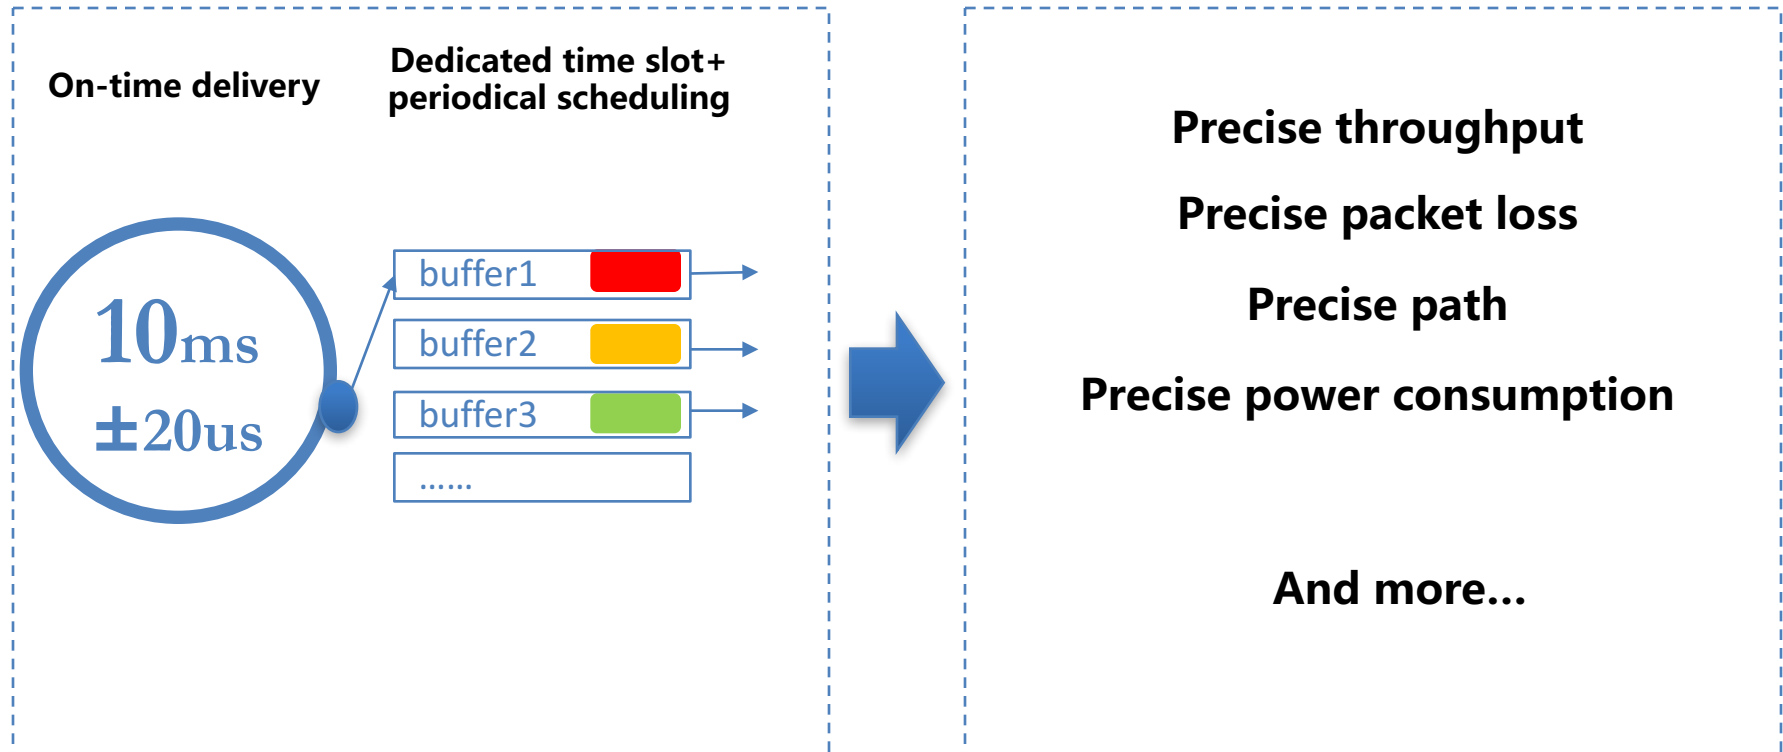 On-time delivery
Dedicated time slot+
periodical scheduling
10ms
±20us
buffer1
buffer2
buffer3
......
Precise throughput
Precise packet loss
Precise path
Precise power consumption
And more...